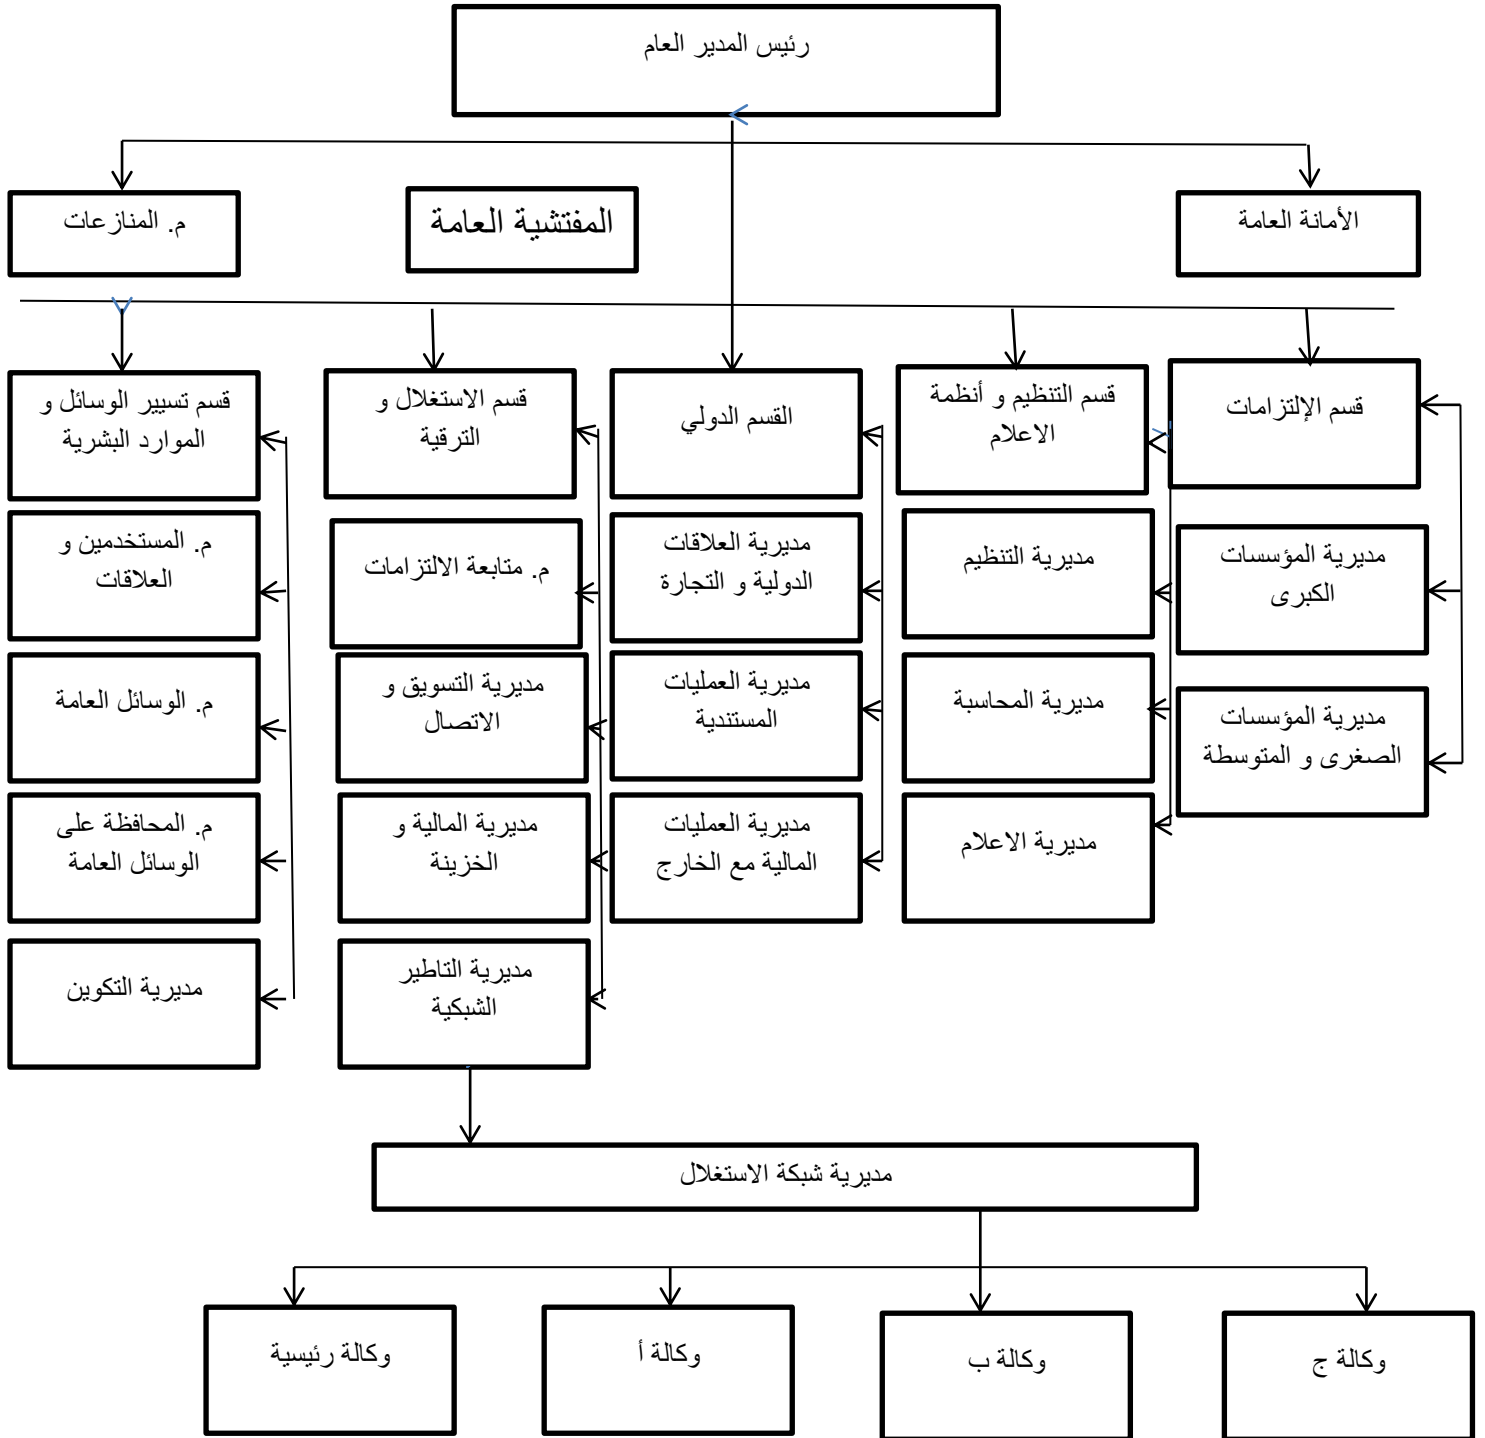 رئيس المدير العام
الأمانة العامة
المفتشية العامة
م. المنازعات
قسم الإلتزامات
قسم التنظيم و أنظمة
الاعلام
القسم الدولي
قسم الاستغلال و
الترقية
قسم تسيير الوسائل و
الموارد البشرية
مديرية المؤسسات
الكبرى
مديرية التنظيم
مديرية العلاقات
الدولية و التجارة
م. متابعة الالتزامات
م. المستخدمين و
العلاقات
مديرية المؤسسات
الصغرى و المتوسطة
مديرية المحاسبة
مديرية العمليات
المستندية
مديرية التسويق و
الاتصال
م. الوسائل العامة
مديرية الاعلام
مديرية العمليات
المالية مع الخارج
مديرية المالية و
الخزينة
م. المحافظة على
الوسائل العامة
مديرية التاطير
الشبكية
مديرية التكوين
مديرية شبكة الاستغلال
وكالة ج
وكالة ب
وكالة أ
وكالة رئيسية